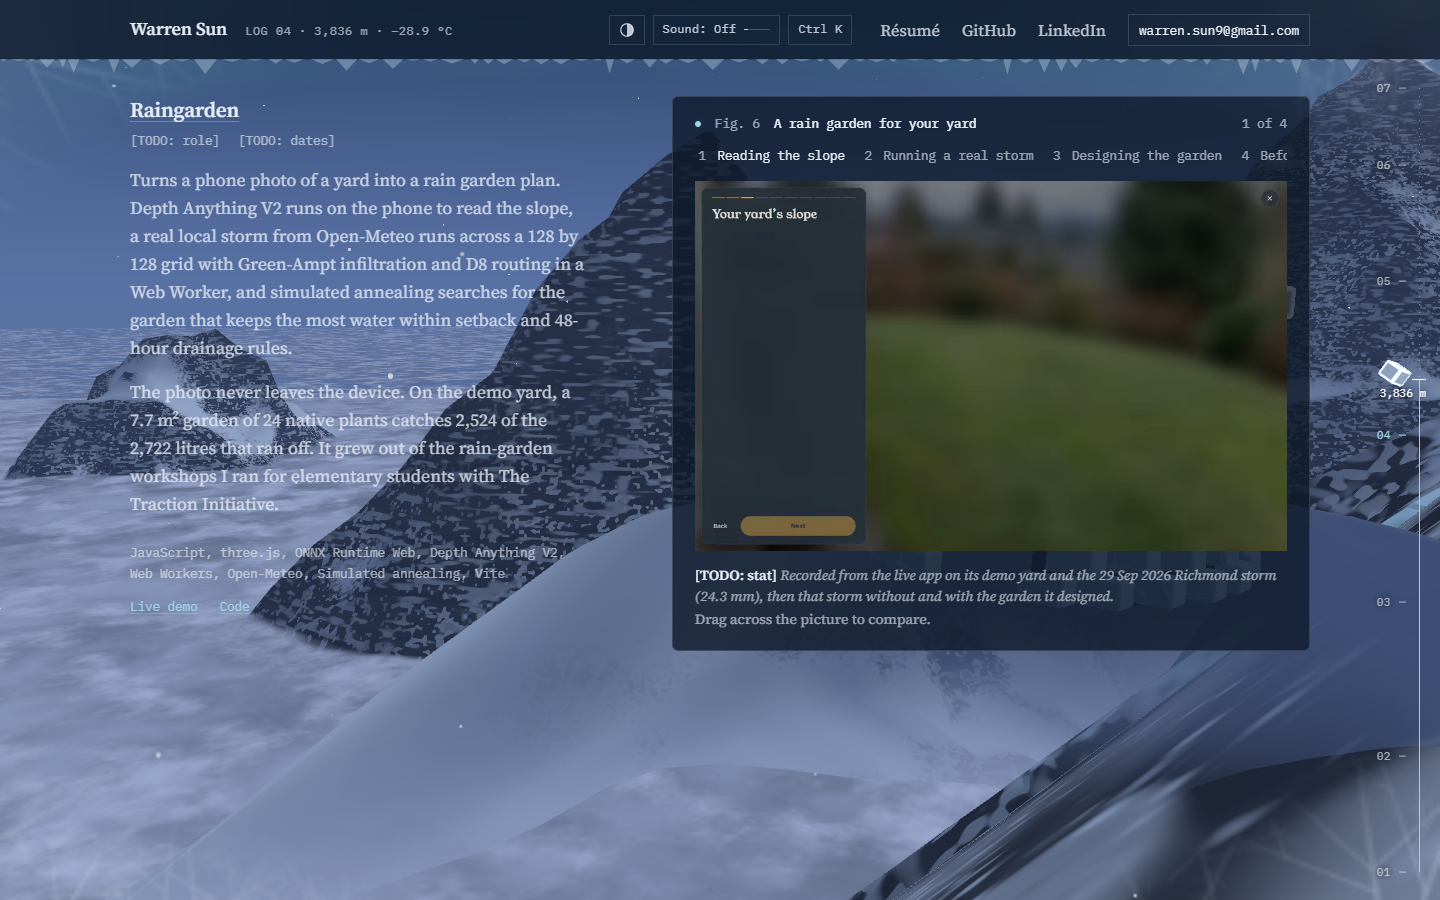 Warren Sun LOG 04 · 3,836 m · −28.9 °C
Sound: Off
Ctrl K
Résumé GitHub LinkedIn warren.sun9@gmail.com
Raingarden
[TODO: role] [TODO: dates]
Turns a phone photo of a yard into a rain garden plan.
Depth Anything V2 runs on the phone to read the slope,
a real local storm from Open-Meteo runs across a 128 by
128 grid with Green-Ampt infiltration and D8 routing in a
Web Worker, and simulated annealing searches for the
garden that keeps the most water within setback and 48-
hour drainage rules.
The photo never leaves the device. On the demo yard, a
7.7 m² garden of 24 native plants catches 2,524 of the
2,722 litres that ran off. It grew out of the rain-garden
workshops I ran for elementary students with The
Traction Initiative.
JavaScript, three.js, ONNX Runtime Web, Depth Anything V2,
Web Workers, Open-Meteo, Simulated annealing, Vite
Live demo Code
Fig. 6 A rain garden for your yard 1 of 4
1 Reading the slope 2 Running a real storm 3 Designing the garden 4 Befo
Your yard's slope
Back Next
[TODO: stat] Recorded from the live app on its demo yard and the 29 Sep 2026 Richmond storm
(24.3 mm), then that storm without and with the garden it designed.
Drag across the picture to compare.
07
06
05
3,836 m
04
03
02
01